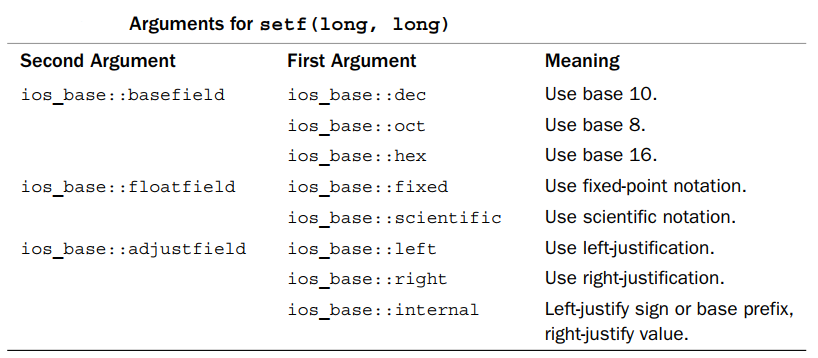 Arguments for setf(long, long)
Second Argument First Argument Meaning
ios_base::basefield ios_base::dec Use base 10.
ios_base::oct Use base 8.
ios_base::hex Use base 16.
ios_base::floatfield ios_base::fixed Use fixed-point notation.
ios_base::scientific Use scientific notation.
ios_base::adjustfield ios_base::left Use left-justification.
ios_base::right Use right-justification.
ios_base::internal Left-justify sign or base prefix,
right-justify value.